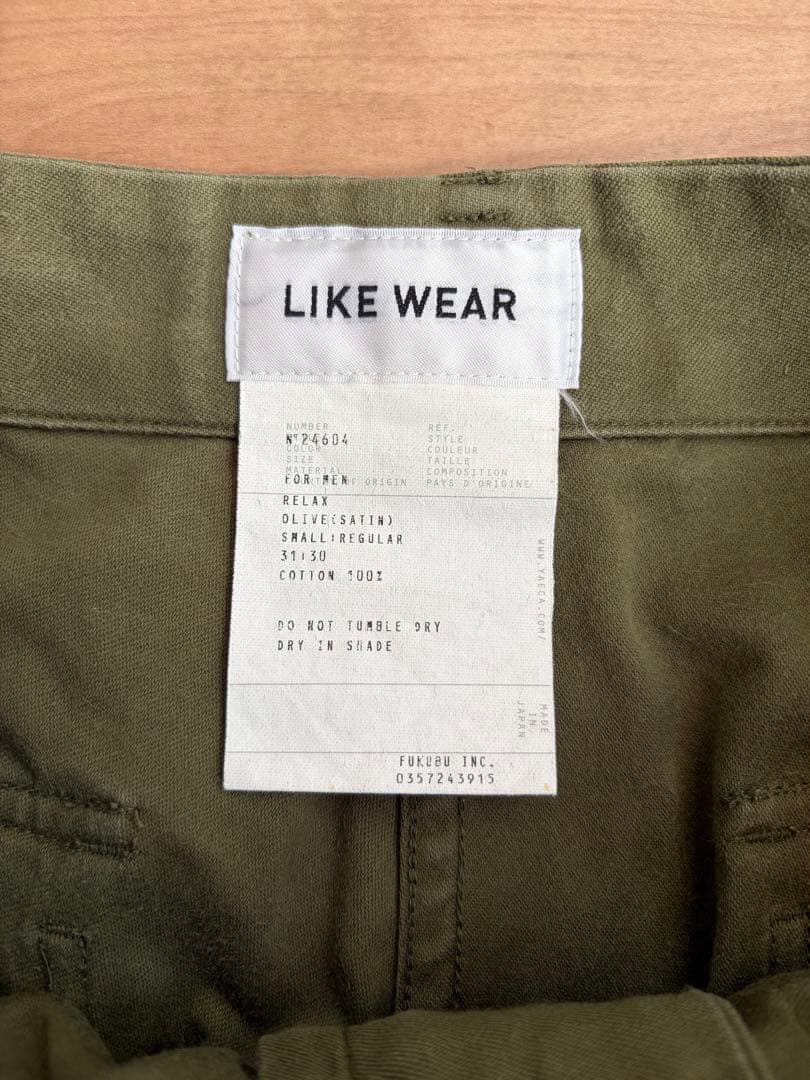 LIKE WEAR
NUMBER RÉF.
Nº24604 STYLE
COLOR COULEUR
SIZE TAILLE
MATERIAL COMPOSITION
FOR MEN
ORIGIN PAYS D'ORIGINE
RELAX
OLIVE(SATIN)
SMALL:REGULAR
31:30
COTTON 100%
DO NOT TUMBLE DRY
DRY IN SHADE
WWW.YAECA.COM/
MADE
IN
JAPAN
FUKUBU INC.
0357243915